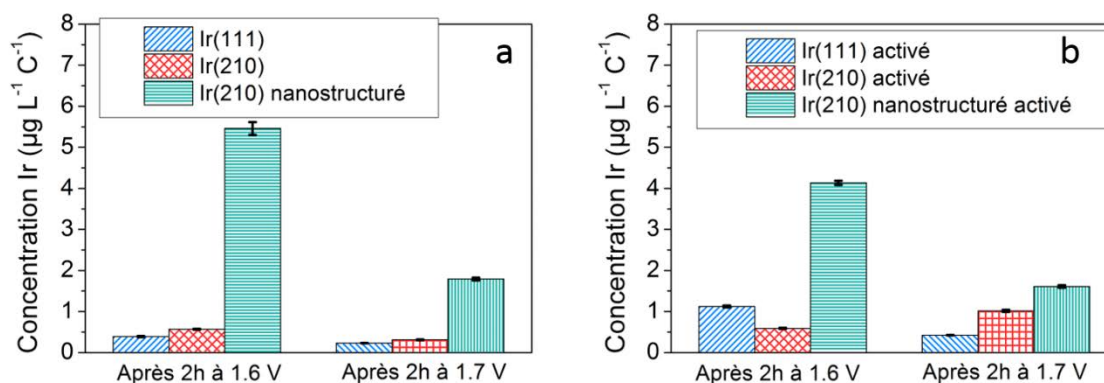 a
Ir(111)
Ir(210)
Ir(210) nanostructuré
Concentration Ir (µg L⁻¹ C⁻¹)
8
7
6
5
4
3
2
1
0
Après 2h à 1.6 V
Après 2h à 1.7 V
b
Ir(111) activé
Ir(210) activé
Ir(210) nanostructuré activé
Concentration Ir (µg L⁻¹ C⁻¹)
8
7
6
5
4
3
2
1
0
Après 2h à 1.6 V
Après 2h à 1.7 V